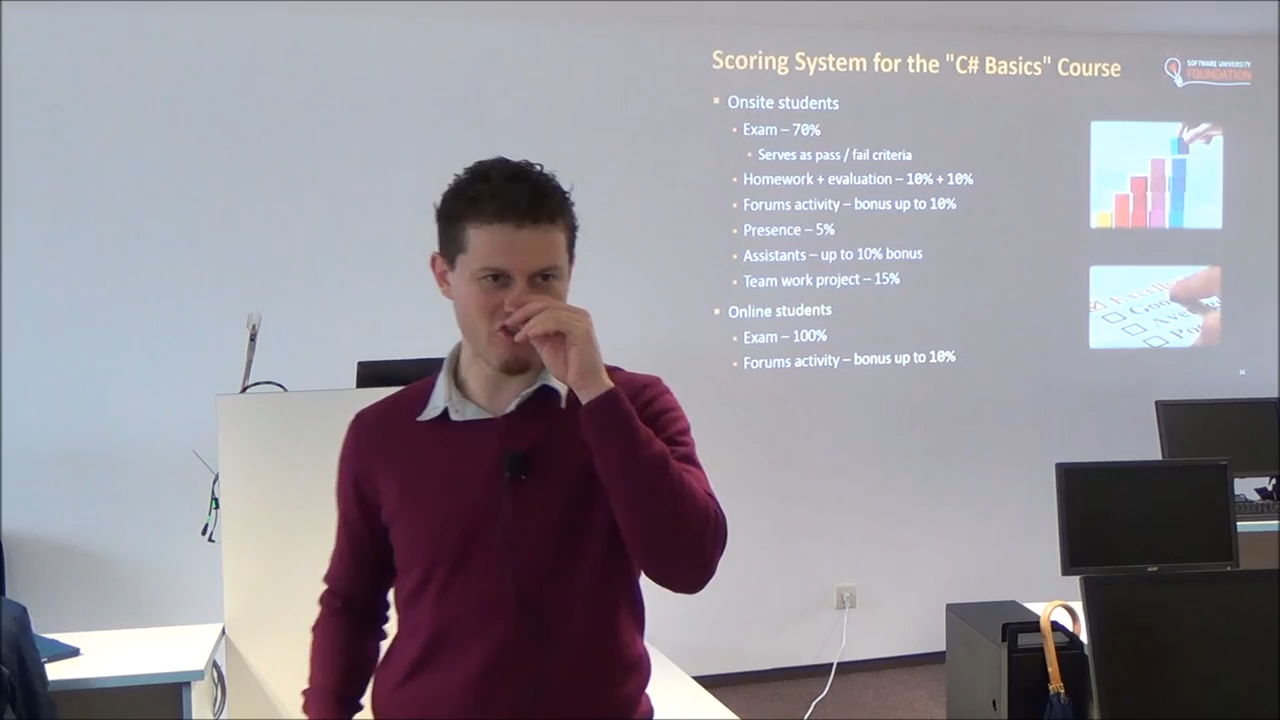 Scoring System for the "C# Basics" Course
SOFTWARE UNIVERSITY
FOUNDATION
Onsite students
Exam – 70%
Serves as pass / fail criteria
Homework + evaluation – 10% + 10%
Forums activity – bonus up to 10%
Presence – 5%
Assistants – up to 10% bonus
Team work project – 15%
Online students
Exam – 100%
Forums activity – bonus up to 10%